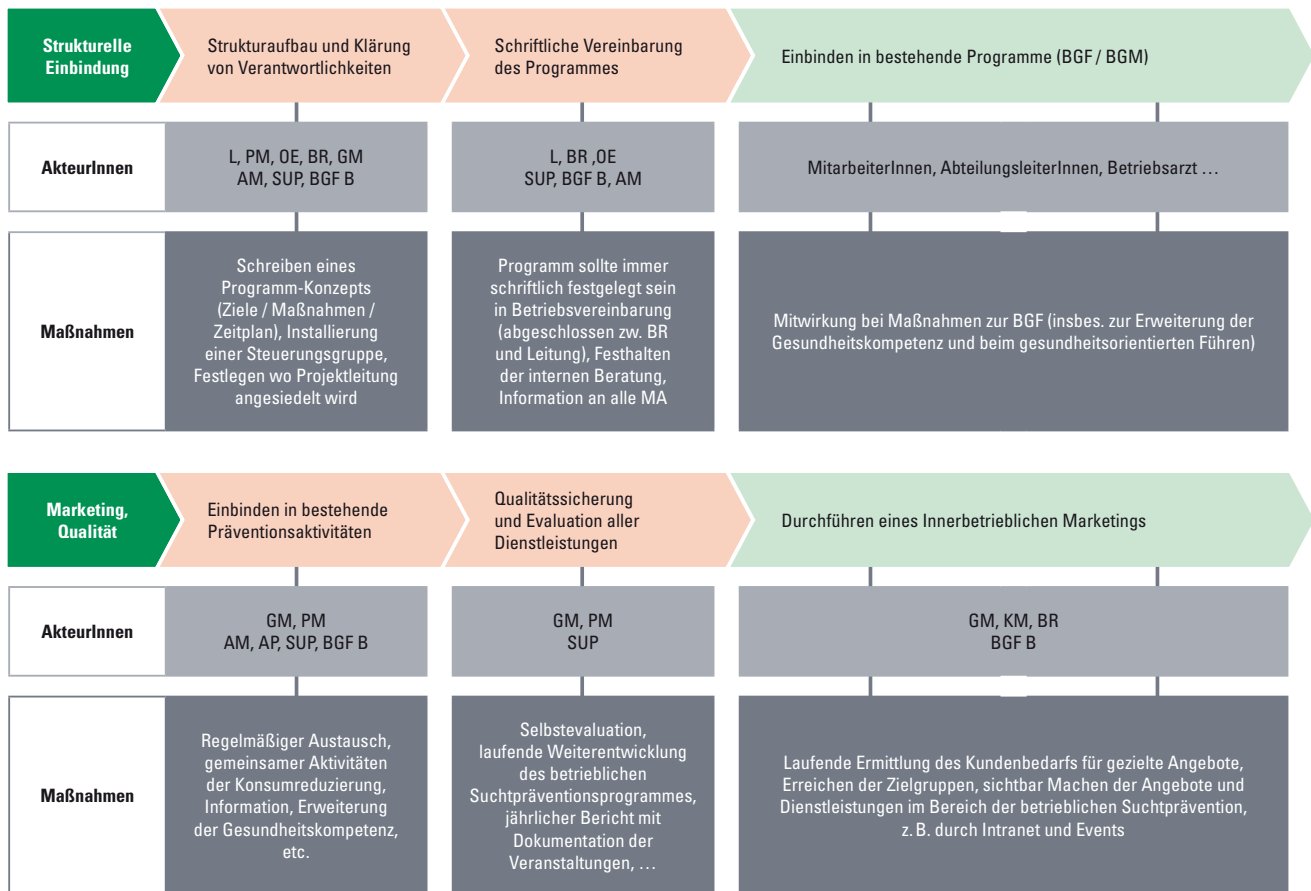 Strukturelle
Einbindung
Strukturaufbau und Klärung
von Verantwortlichkeiten
Schriftliche Vereinbarung
des Programmes
Einbinden in bestehende Programme (BGF / BGM)
AkteurInnen
L, PM, OE, BR, GM
AM, SUP, BGF B
L, BR ,OE
SUP, BGF B, AM
MitarbeiterInnen, AbteilungsleiterInnen, Betriebsarzt …
Maßnahmen
Schreiben eines
Programm-Konzepts
(Ziele / Maßnahmen /
Zeitplan), Installierung
einer Steuerungsgruppe,
Festlegen wo Projektleitung
angesiedelt wird
Programm sollte immer
schriftlich festgelegt sein
in Betriebsvereinbarung
(abgeschlossen zw. BR
und Leitung), Festhalten
der internen Beratung,
Information an alle MA
Mitwirkung bei Maßnahmen zur BGF (insbes. zur Erweiterung der
Gesundheitskompetenz und beim gesundheitsorientierten Führen)
Marketing,
Qualität
Einbinden in bestehende
Präventionsaktivitäten
Qualitätssicherung
und Evaluation aller
Dienstleistungen
Durchführen eines Innerbetrieblichen Marketings
AkteurInnen
GM, PM
AM, AP, SUP, BGF B
GM, PM
SUP
GM, KM, BR
BGF B
Maßnahmen
Regelmäßiger Austausch,
gemeinsamer Aktivitäten
der Konsumreduzierung,
Information, Erweiterung
der Gesundheitskompetenz,
etc.
Selbstevaluation,
laufende Weiterentwicklung
des betrieblichen
Suchtpräventionsprogrammes,
jährlicher Bericht mit
Dokumentation der
Veranstaltungen, …
Laufende Ermittlung des Kundenbedarfs für gezielte Angebote,
Erreichen der Zielgruppen, sichtbar Machen der Angebote und
Dienstleistungen im Bereich der betrieblichen Suchtprävention,
z. B. durch Intranet und Events